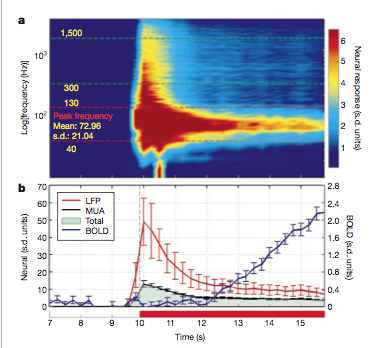 a
1,500
300
130
Peak frequency
Mean: 72.96
s.d.: 21.04
40
10³
10²
Log[frequency (Hz)]
6
5
4
3
2
1
Neural response (s.d. units)
b
LFP
MUA
Total
BOLD
70
60
50
40
30
20
10
0
Neural (s.d. units)
2.8
2.4
2.0
1.6
1.2
0.8
0.4
0
BOLD (s.d. units)
7 8 9 10 11 12 13 14 15
Time (s)